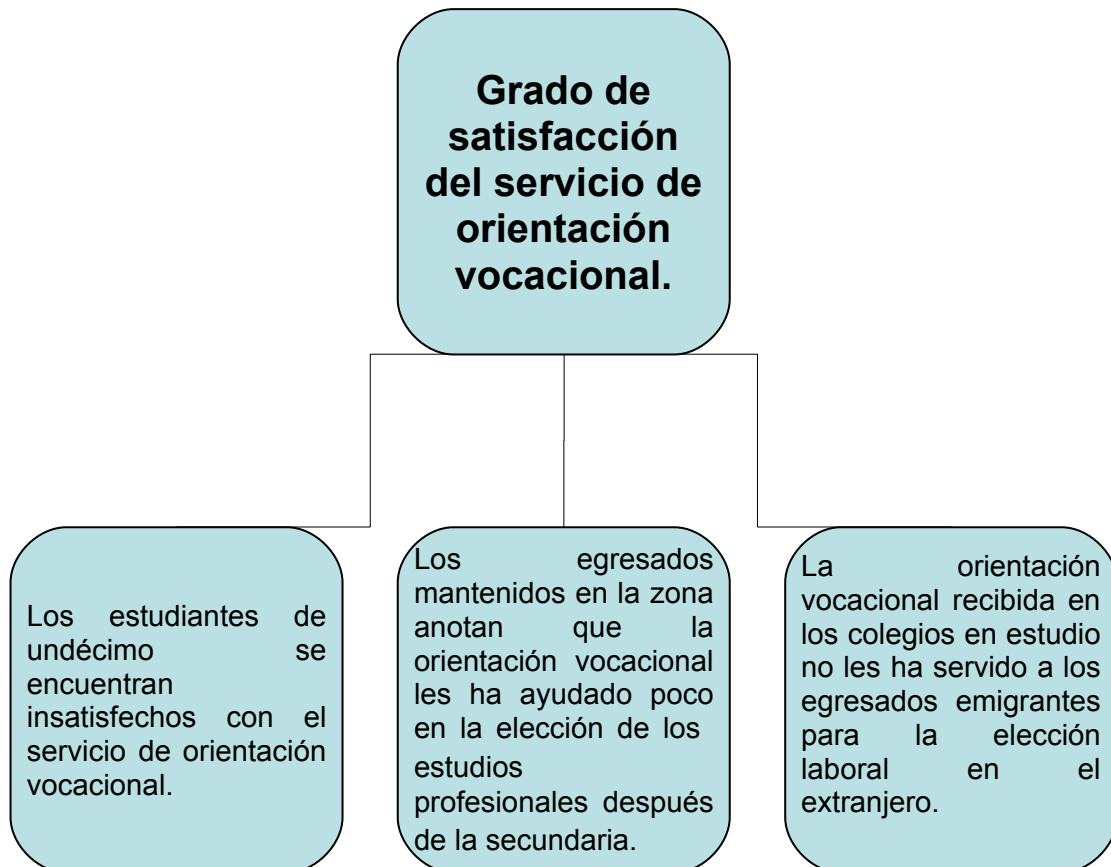 Grado de
satisfacción
del servicio de
orientación
vocacional.
Los estudiantes de
undécimo se
encuentran
insatisfechos con el
servicio de orientación
vocacional.
Los egresados
mantenidos en la zona
anotan que la
orientación vocacional
les ha ayudado poco
en la elección de los
estudios
profesionales después
de la secundaria.
La orientación
vocacional recibida en
los colegios en estudio
no les ha servido a los
egresados emigrantes
para la elección
laboral en el
extranjero.